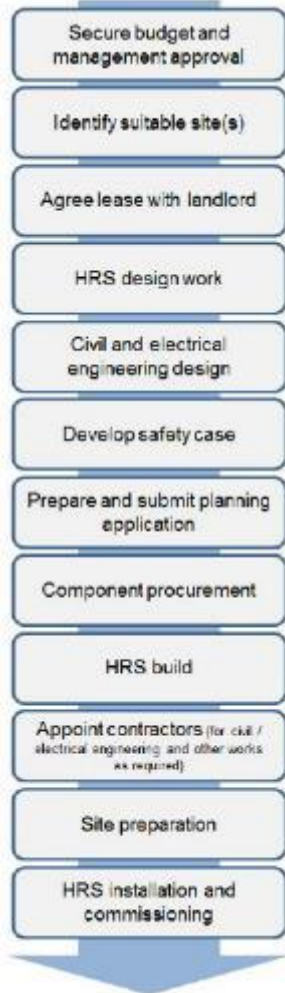 Secure budget and
management approval
Identify suitable site(s)
Agree lease with landlord
HRS design work
Civil and electrical
engineering design
Develop safety case
Prepare and submit planning
application
Component procurement
HRS build
Appoint contractors (for civil /
electrical engineering and other works
as required)
Site preparation
HRS installation and
commissioning